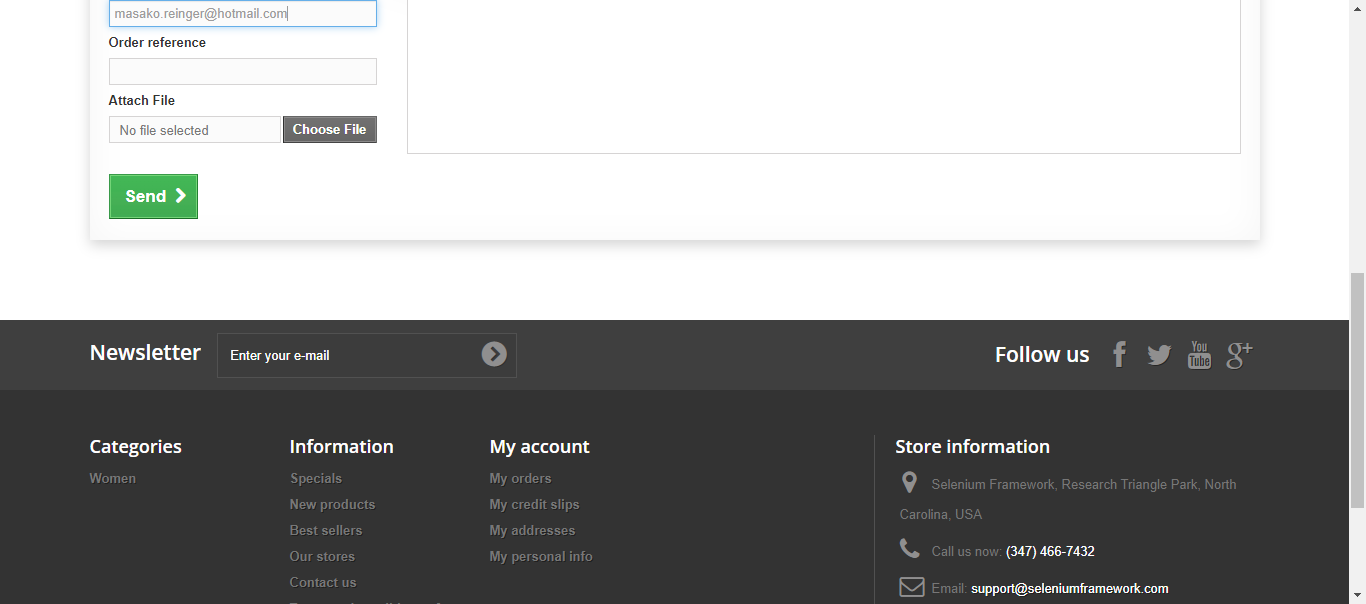 masako.reinger@hotmail.com
Order reference
Attach File
No file selected
Choose File
Send
Newsletter
Enter your e-mail
Follow us
You
Tube
g+
Categories
Women
Information
Specials
New products
Best sellers
Our stores
Contact us
My account
My orders
My credit slips
My addresses
My personal info
Store information
Selenium Framework, Research Triangle Park, North
Carolina, USA
Call us now: (347) 466-7432
Email: support@seleniumframework.com